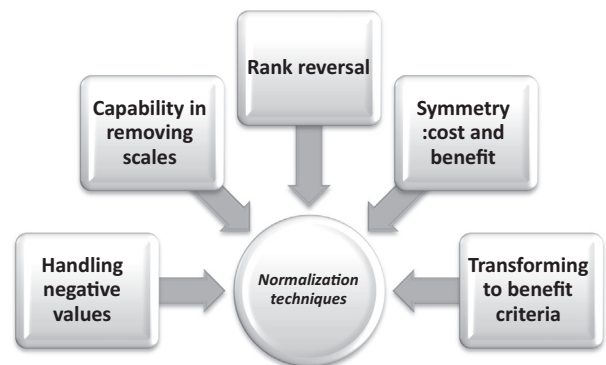 Rank reversal
Capability in
removing
scales
Symmetry
:cost and
benefit
Handling
negative
values
Normalization
techniques
Transforming
to benefit
criteria